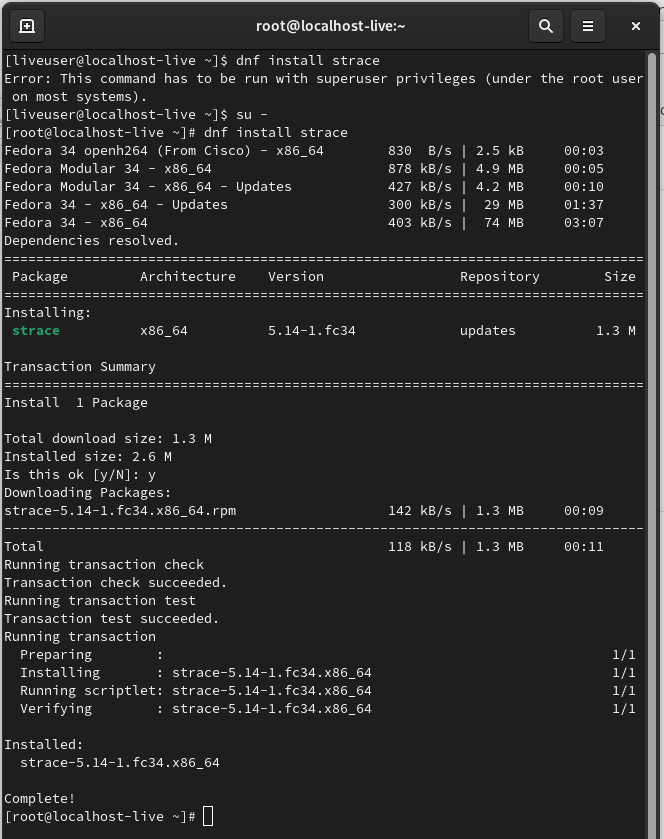 root@localhost-live:~
[liveuser@localhost-live ~]$ dnf install strace
Error: This command has to be run with superuser privileges (under the root user
 on most systems).
[liveuser@localhost-live ~]$ su -
[root@localhost-live ~]# dnf install strace
Fedora 34 openh264 (From Cisco) - x86_64        830  B/s | 2.5 kB     00:03
Fedora Modular 34 - x86_64                      878 kB/s | 4.9 MB     00:05
Fedora Modular 34 - x86_64 - Updates            427 kB/s | 4.2 MB     00:10
Fedora 34 - x86_64 - Updates                    300 kB/s |  29 MB     01:37
Fedora 34 - x86_64                              403 kB/s |  74 MB     03:07
Dependencies resolved.
================================================================================
 Package         Architecture    Version                 Repository        Size
================================================================================
Installing:
 strace          x86_64          5.14-1.fc34             updates          1.3 M

Transaction Summary
================================================================================
Install  1 Package

Total download size: 1.3 M
Installed size: 2.6 M
Is this ok [y/N]: y
Downloading Packages:
strace-5.14-1.fc34.x86_64.rpm                   142 kB/s | 1.3 MB     00:09
--------------------------------------------------------------------------------
Total                                           118 kB/s | 1.3 MB     00:11
Running transaction check
Transaction check succeeded.
Running transaction test
Transaction test succeeded.
Running transaction
  Preparing        :                                                        1/1
  Installing       : strace-5.14-1.fc34.x86_64                              1/1
  Running scriptlet: strace-5.14-1.fc34.x86_64                              1/1
  Verifying        : strace-5.14-1.fc34.x86_64                              1/1

Installed:
  strace-5.14-1.fc34.x86_64

Complete!
[root@localhost-live ~]#